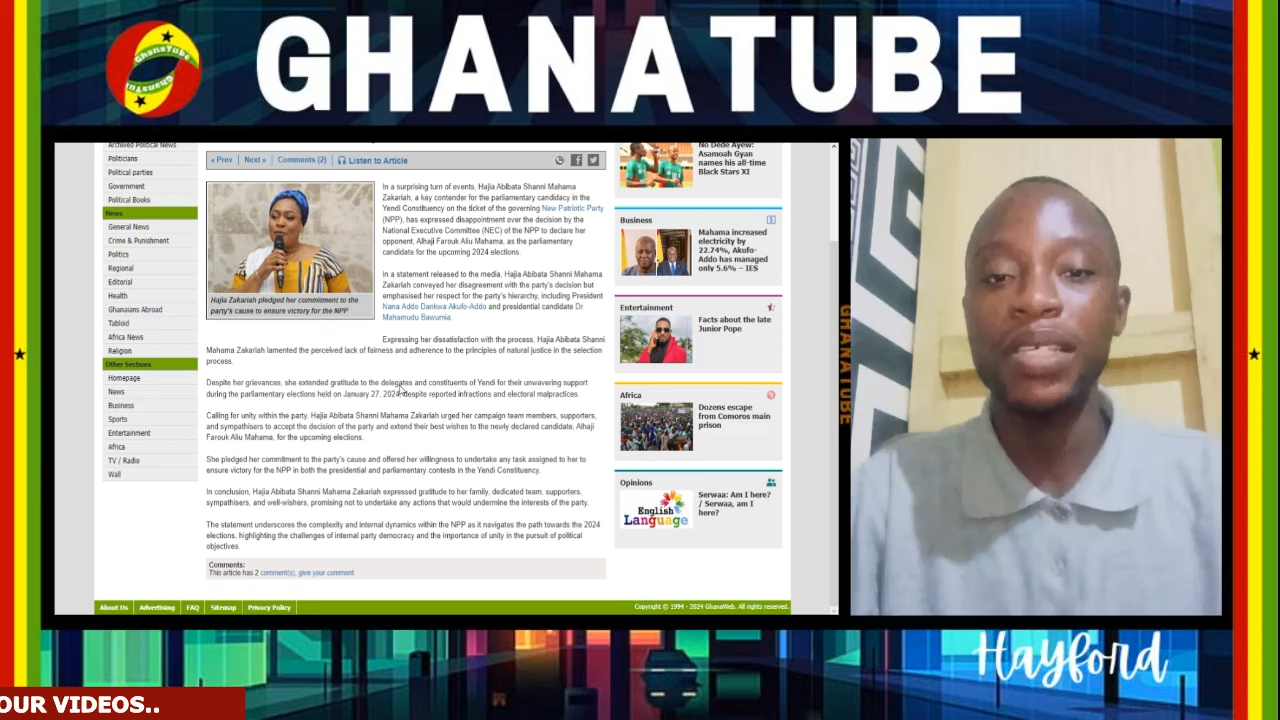 GHANATUBE
GhanaTube
GhanaTube
Archived Political News
Politicians
Political parties
Government
Political Books
News
General News
Crime & Punishment
Politics
Regional
Editorial
Health
Ghanaians Abroad
Tabloid
Africa News
Religion
Other Sections
Homepage
News
Business
Sports
Entertainment
Africa
TV / Radio
Wall
« Prev Next » Comments (2) Listen to Article
Hajia Zakariah pledged her commitment to the
party's cause to ensure victory for the NPP
In a surprising turn of events, Hajia Abibata Shanni Mahama
Zakariah, a key contender for the parliamentary candidacy in the
Yendi Constituency on the ticket of the governing New Patriotic Party
(NPP), has expressed disappointment over the decision by the
National Executive Committee (NEC) of the NPP to declare her
opponent, Alhaji Farouk Aliu Mahama, as the parliamentary
candidate for the upcoming 2024 elections.
In a statement released to the media, Hajia Abibata Shanni Mahama
Zakariah conveyed her disagreement with the party's decision but
emphasised her respect for the party's hierarchy, including President
Nana Addo Dankwa Akufo-Addo and presidential candidate Dr.
Mahamudu Bawumia.
Expressing her dissatisfaction with the process, Hajia Abibata Shanni
Mahama Zakariah lamented the perceived lack of fairness and adherence to the principles of natural justice in the selection
process.
Despite her grievances, she extended gratitude to the delegates and constituents of Yendi for their unwavering support
during the parliamentary elections held on January 27, 2024, despite reported infractions and electoral malpractices.
Calling for unity within the party, Hajia Abibata Shanni Mahama Zakariah urged her campaign team members, supporters,
and sympathisers to accept the decision of the party and extend their best wishes to the newly declared candidate, Alhaji
Farouk Aliu Mahama, for the upcoming elections.
She pledged her commitment to the party's cause and offered her willingness to undertake any task assigned to her to
ensure victory for the NPP in both the presidential and parliamentary contests in the Yendi Constituency.
In conclusion, Hajia Abibata Shanni Mahama Zakariah expressed gratitude to her family, dedicated team, supporters,
sympathisers, and well-wishers, promising not to undertake any actions that would undermine the interests of the party.
The statement underscores the complexity and internal dynamics within the NPP as it navigates the path towards the 2024
elections, highlighting the challenges of internal party democracy and the importance of unity in the pursuit of political
objectives.
Comments:
This article has 2 comment(s), give your comment
No Dede Ayew:
Asamoah Gyan
names his all-time
Black Stars XI
Business
Mahama increased
electricity by
22.74%, Akufo-
Addo has managed
only 5.6% – IES
Entertainment
Facts about the late
Junior Pope
Africa
Dozens escape
from Comoros main
prison
Opinions
English
Language
Serwaa: Am I here?
/ Serwaa, am I
here?
About Us Advertising FAQ Sitemap Privacy Policy
Copyright © 1994 - 2024 GhanaWeb. All rights reserved.
GHANATUBE
Hayford
OUR VIDEOS..